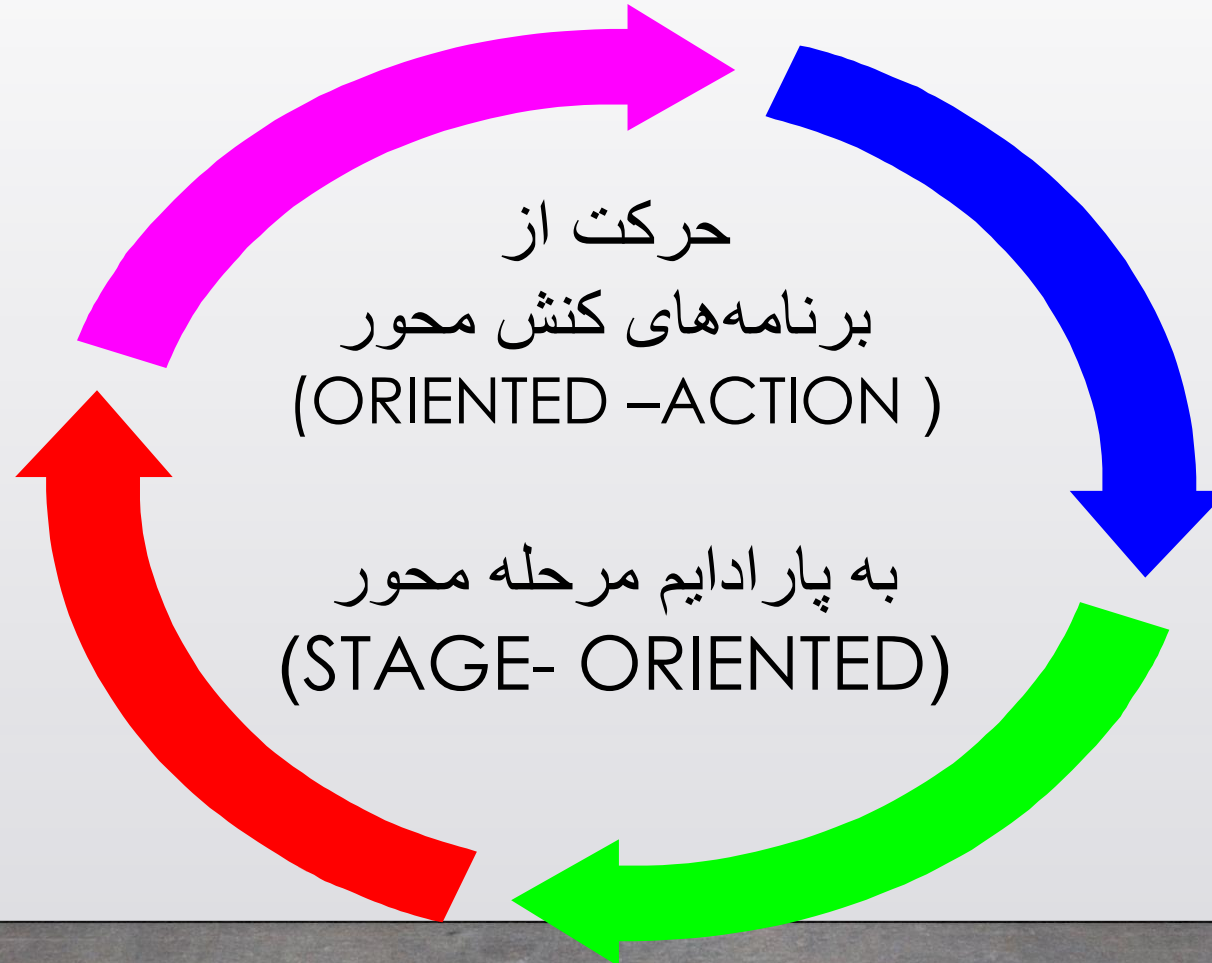 حرکت از
برنامه‌های کنش محور
(ORIENTED –ACTION )
به پارادایم مرحله محور
(STAGE- ORIENTED)